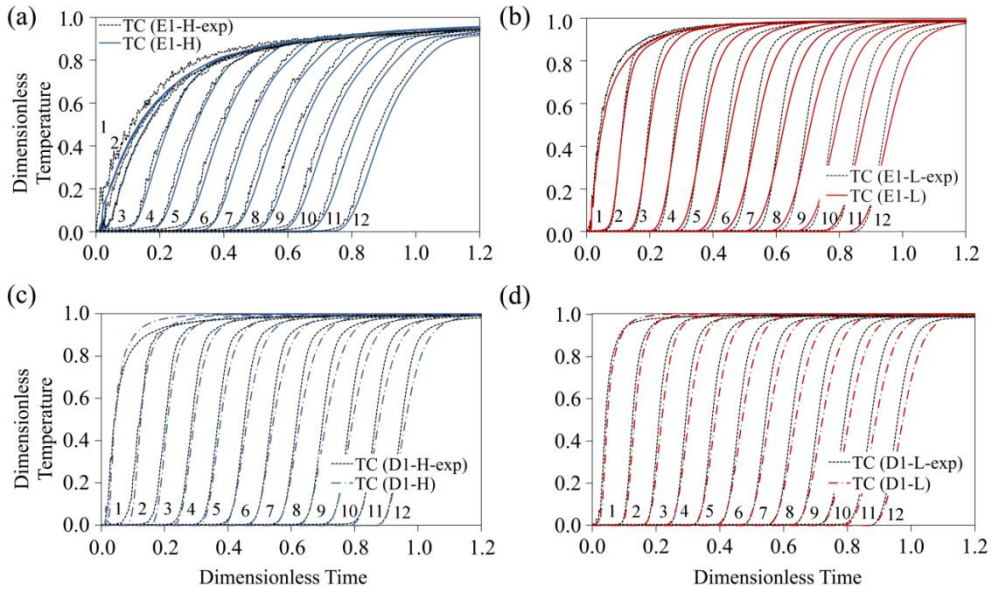 (a)
1.0
0.8
0.6
0.4
0.2
0.0
Dimensionless
Temperature
TC (E1-H-exp)
TC (E1-H)
1
2
3 4 5 6 7 8 9 10 11 12
0.0 0.2 0.4 0.6 0.8 1.0 1.2
(b)
1.0
0.8
0.6
0.4
0.2
0.0
TC (E1-L-exp)
TC (E1-L)
1 2 3 4 5 6 7 8 9 10 11 12
0.0 0.2 0.4 0.6 0.8 1.0 1.2
(c)
1.0
0.8
0.6
0.4
0.2
0.0
Dimensionless
Temperature
TC (D1-H-exp)
TC (D1-H)
1 2 3 4 5 6 7 8 9 10 11 12
0.0 0.2 0.4 0.6 0.8 1.0 1.2
Dimensionless Time
(d)
1.0
0.8
0.6
0.4
0.2
0.0
TC (D1-L-exp)
TC (D1-L)
1 2 3 4 5 6 7 8 9 10 11 12
0.0 0.2 0.4 0.6 0.8 1.0 1.2
Dimensionless Time